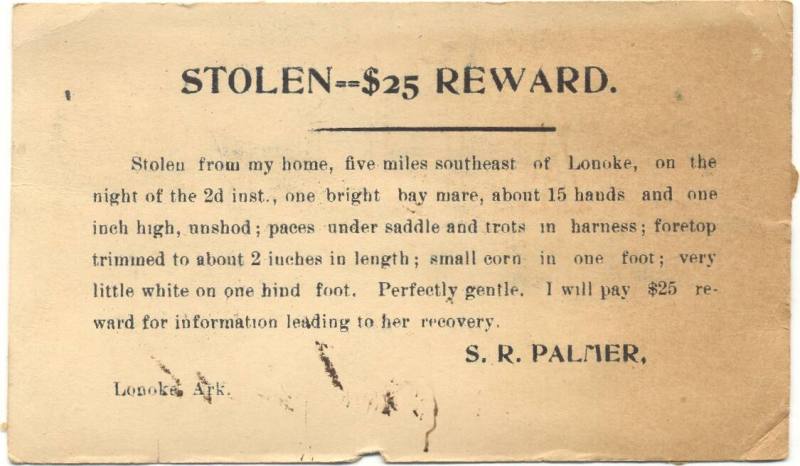 STOLEN==$25 REWARD.
Stolen from my home, five miles southeast of Lonoke, on the
night of the 2d inst., one bright bay mare, about 15 hands and one
inch high, unshod; paces under saddle and trots in harness; foretop
trimmed to about 2 inches in length; small corn in one foot; very
little white on one hind foot. Perfectly gentle. I will pay $25 re-
ward for information leading to her recovery.
S. R. PALMER,
Lonoke, Ark.